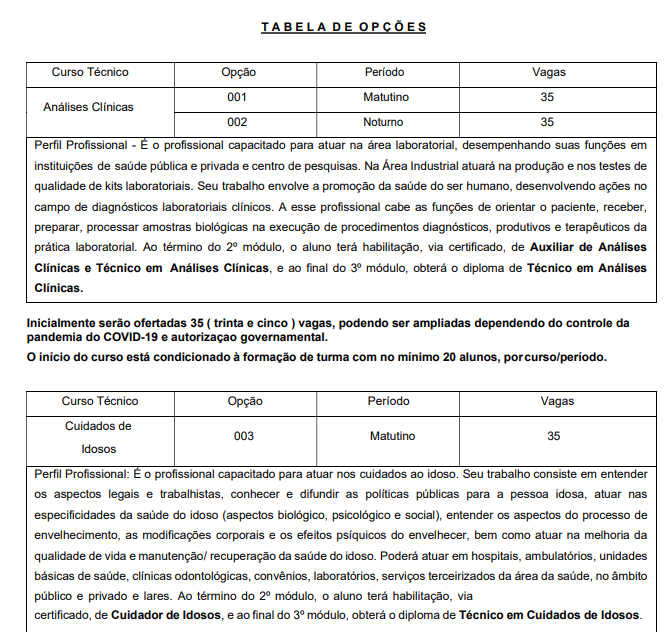 T A B E L A D E O P Ç Õ E S
Curso Técnico Opção Período Vagas
Análises Clínicas
001 Matutino 35
002 Noturno 35
Perfil Profissional - É o profissional capacitado para atuar na área laboratorial, desempenhando suas funções em
instituições de saúde pública e privada e centro de pesquisas. Na Área Industrial atuará na produção e nos testes de
qualidade de kits laboratoriais. Seu trabalho envolve a promoção da saúde do ser humano, desenvolvendo ações no
campo de diagnósticos laboratoriais clínicos. A esse profissional cabe as funções de orientar o paciente, receber,
preparar, processar amostras biológicas na execução de procedimentos diagnósticos, produtivos e terapêuticos da
prática laboratorial. Ao término do 2º módulo, o aluno terá habilitação, via certificado, de Auxiliar de Análises
Clínicas e Técnico em Análises Clínicas, e ao final do 3º módulo, obterá o diploma de Técnico em Análises
Clínicas.
Inicialmente serão ofertadas 35 ( trinta e cinco ) vagas, podendo ser ampliadas dependendo do controle da
pandemia do COVID-19 e autorizaçao governamental.
O início do curso está condicionado à formação de turma com no mínimo 20 alunos, por curso/período.
Curso Técnico Opção Período Vagas
Cuidados de
Idosos
003 Matutino 35
Perfil Profissional: É o profissional capacitado para atuar nos cuidados ao idoso. Seu trabalho consiste em entender
os aspectos legais e trabalhistas, conhecer e difundir as políticas públicas para a pessoa idosa, atuar nas
especificidades da saúde do idoso (aspectos biológico, psicológico e social), entender os aspectos do processo de
envelhecimento, as modificações corporais e os efeitos psíquicos do envelhecer, bem como atuar na melhoria da
qualidade de vida e manutenção/ recuperação da saúde do idoso. Poderá atuar em hospitais, ambulatórios, unidades
básicas de saúde, clínicas odontológicas, convênios, laboratórios, serviços terceirizados da área da saúde, no âmbito
público e privado e lares. Ao término do 2º módulo, o aluno terá habilitação, via
certificado, de Cuidador de Idosos, e ao final do 3º módulo, obterá o diploma de Técnico em Cuidados de Idosos.